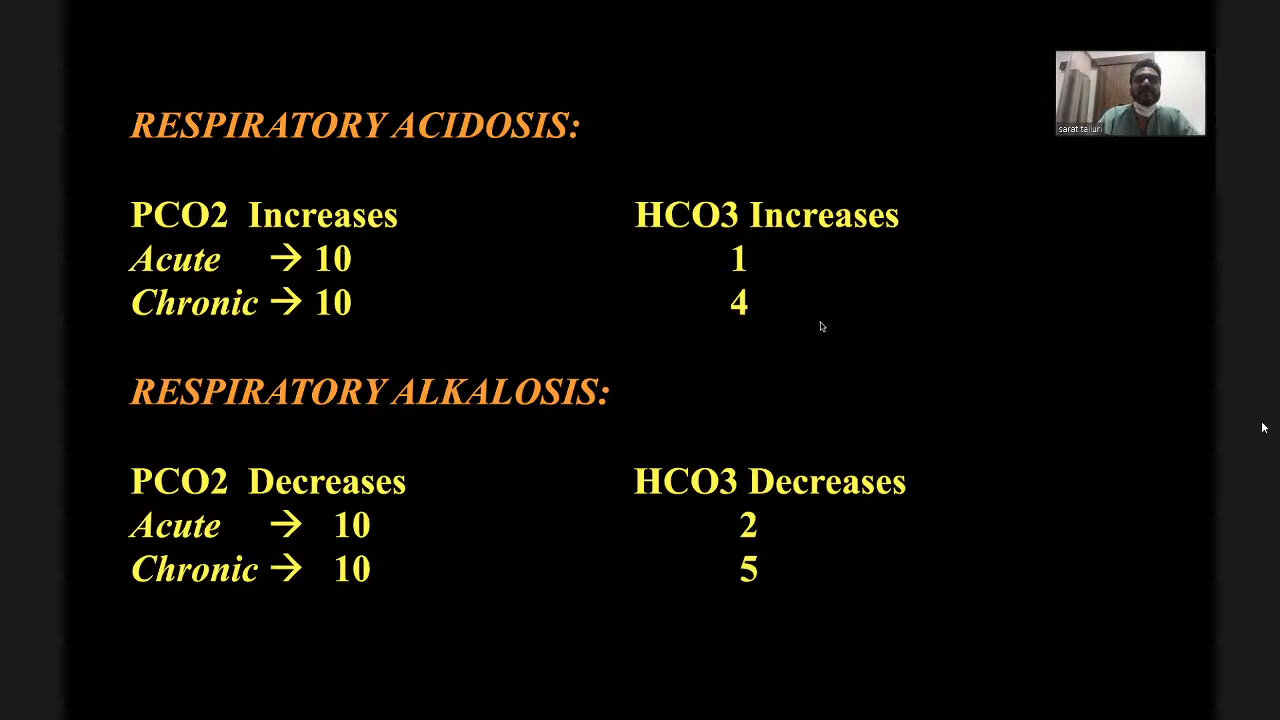 sarat talluri
RESPIRATORY ACIDOSIS:
PCO2 Increases HCO3 Increases
Acute → 10 1
Chronic → 10 4
RESPIRATORY ALKALOSIS:
PCO2 Decreases HCO3 Decreases
Acute → 10 2
Chronic → 10 5